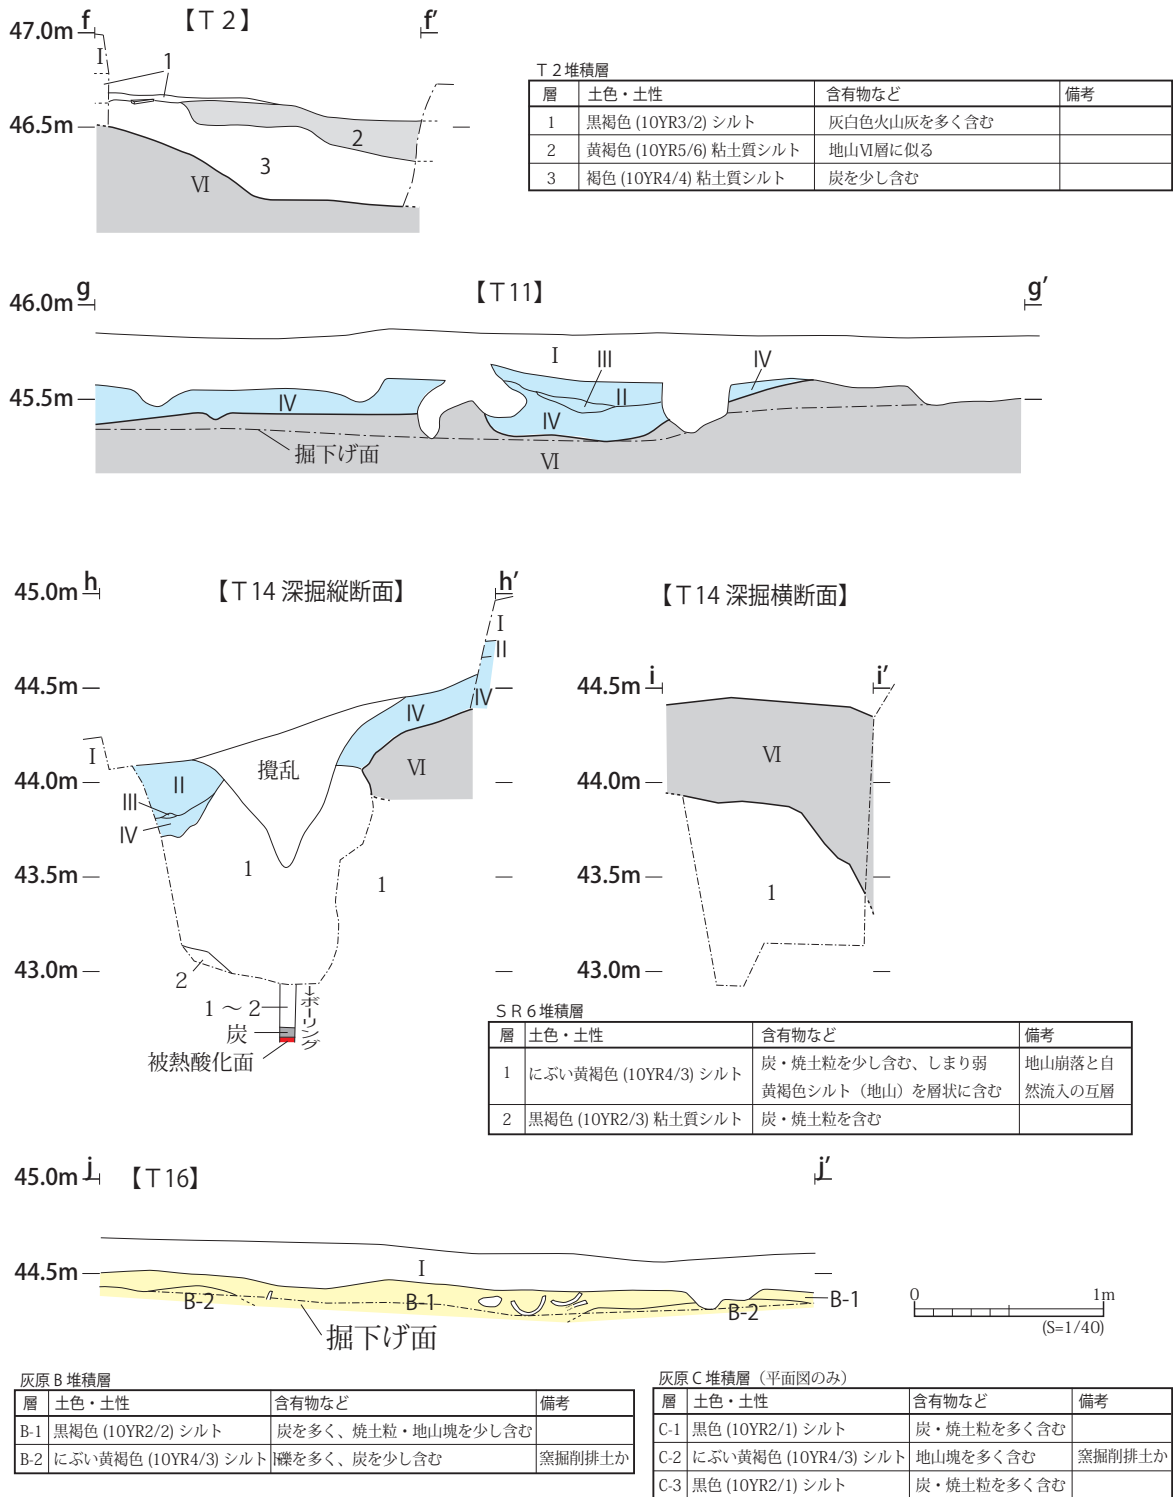 【T 2】
47.0m f f′
I 1
46.5m
2
3
VI
T 2 堆積層
層 土色・土性 含有物など 備考
1 黒褐色 (10YR3/2) シルト 灰白色火山灰を多く含む
2 黄褐色 (10YR5/6) 粘土質シルト 地山Ⅵ層に似る
3 褐色 (10YR4/4) 粘土質シルト 炭を少し含む
46.0m g 【T 11】 g′
I III IV
45.5m
IV II
IV
掘下げ面
VI
45.0m h 【T 14 深掘縦断面】 h′
I
II
44.5m
IV IV
I
44.0m
II 攪乱 VI
III
IV
43.5m
1 1
43.0m
2
1 ～ 2
炭
被熱酸化面
←ボーリング
【T 14 深掘横断面】
44.5m i i′
VI
44.0m
43.5m
1
43.0m
S R 6 堆積層
層 土色・土性 含有物など 備考
1 にぶい黄褐色 (10YR4/3) シルト 炭・焼土粒を少し含む、しまり弱 地山崩落と自
黄褐色シルト（地山）を層状に含む 然流入の互層
2 黒褐色 (10YR2/3) 粘土質シルト 炭・焼土粒を含む
45.0m j 【T 16】 j′
44.5m
I
B-2 B-1 B-2 B-1
掘下げ面
0 1m
(S=1/40)
灰原 B 堆積層
層 土色・土性 含有物など 備考
B-1 黒褐色 (10YR2/2) シルト 炭を多く、焼土粒・地山塊を少し含む
B-2 にぶい黄褐色 (10YR4/3) シルト 礫を多く、炭を少し含む 窯掘削排土か
灰原 C 堆積層（平面図のみ）
層 土色・土性 含有物など 備考
C-1 黒色 (10YR2/1) シルト 炭・焼土粒を多く含む
C-2 にぶい黄褐色 (10YR4/3) シルト 地山塊を多く含む 窯掘削排土か
C-3 黒色 (10YR2/1) シルト 炭・焼土粒を多く含む